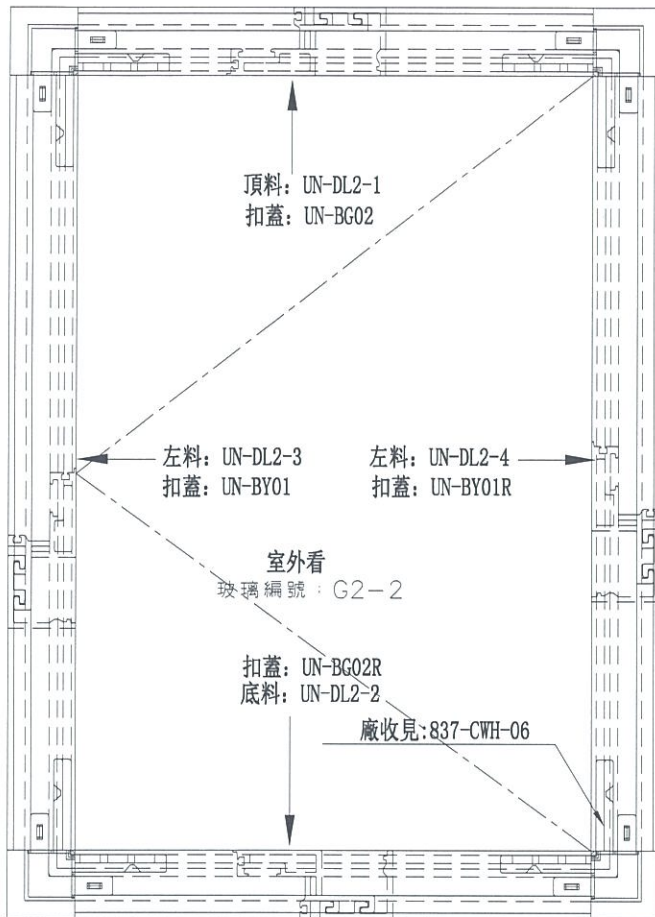 頂料: UN-DL2-1
扣蓋: UN-BG02
左料: UN-DL2-3
扣蓋: UN-BY01
左料: UN-DL2-4
扣蓋: UN-BY01R
室外看
玻璃編號: G2-2
扣蓋: UN-BG02R
底料: UN-DL2-2
廠收見:837-CWH-06